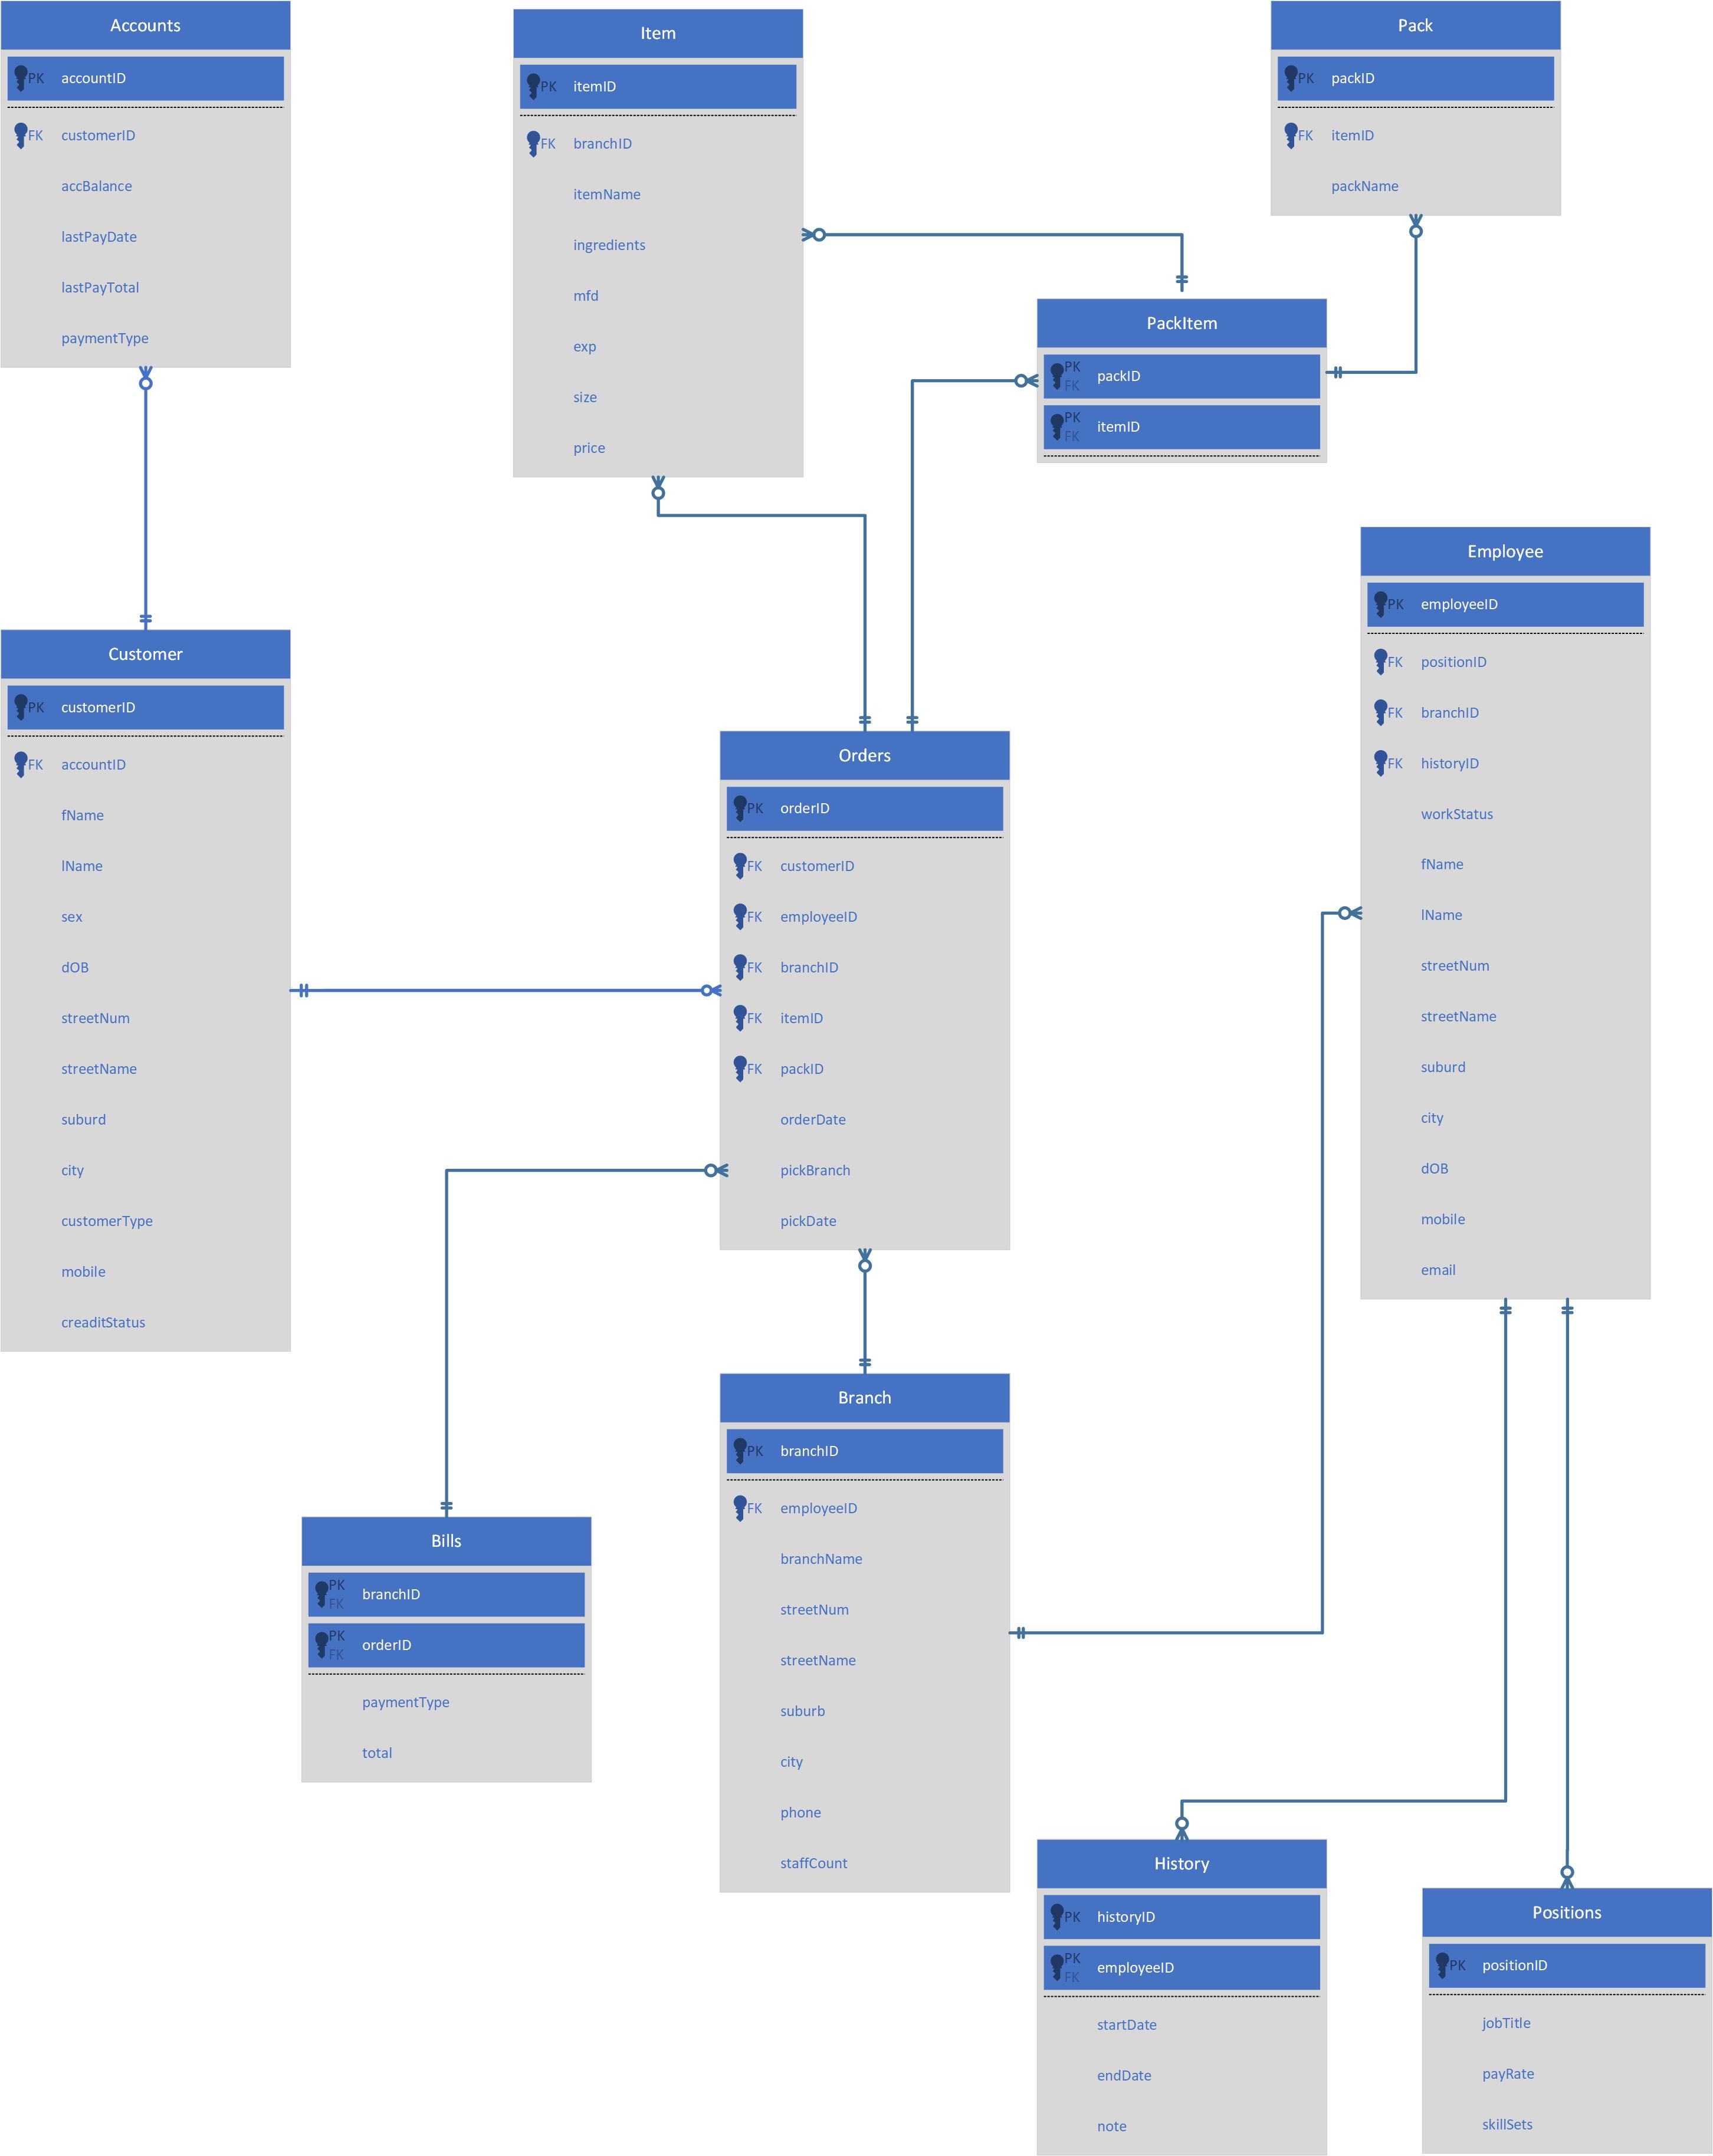 Accounts
PK accountID
FK customerID
accBalance
lastPayDate
lastPayTotal
paymentType
Item
PK itemID
FK branchID
itemName
ingredients
mfd
exp
size
price
Pack
PK packID
FK itemID
packName
PackItem
PK FK packID
PK FK itemID
Customer
PK customerID
FK accountID
fName
lName
sex
dOB
streetNum
streetName
suburd
city
customerType
mobile
creaditStatus
Orders
PK orderID
FK customerID
FK employeeID
FK branchID
FK itemID
FK packID
orderDate
pickBranch
pickDate
Employee
PK employeeID
FK positionID
FK branchID
FK historyID
workStatus
fName
lName
streetNum
streetName
suburd
city
dOB
mobile
email
Bills
PK FK branchID
PK FK orderID
paymentType
total
Branch
PK branchID
FK employeeID
branchName
streetNum
streetName
suburb
city
phone
staffCount
History
PK historyID
PK FK employeeID
startDate
endDate
note
Positions
PK positionID
jobTitle
payRate
skillSets